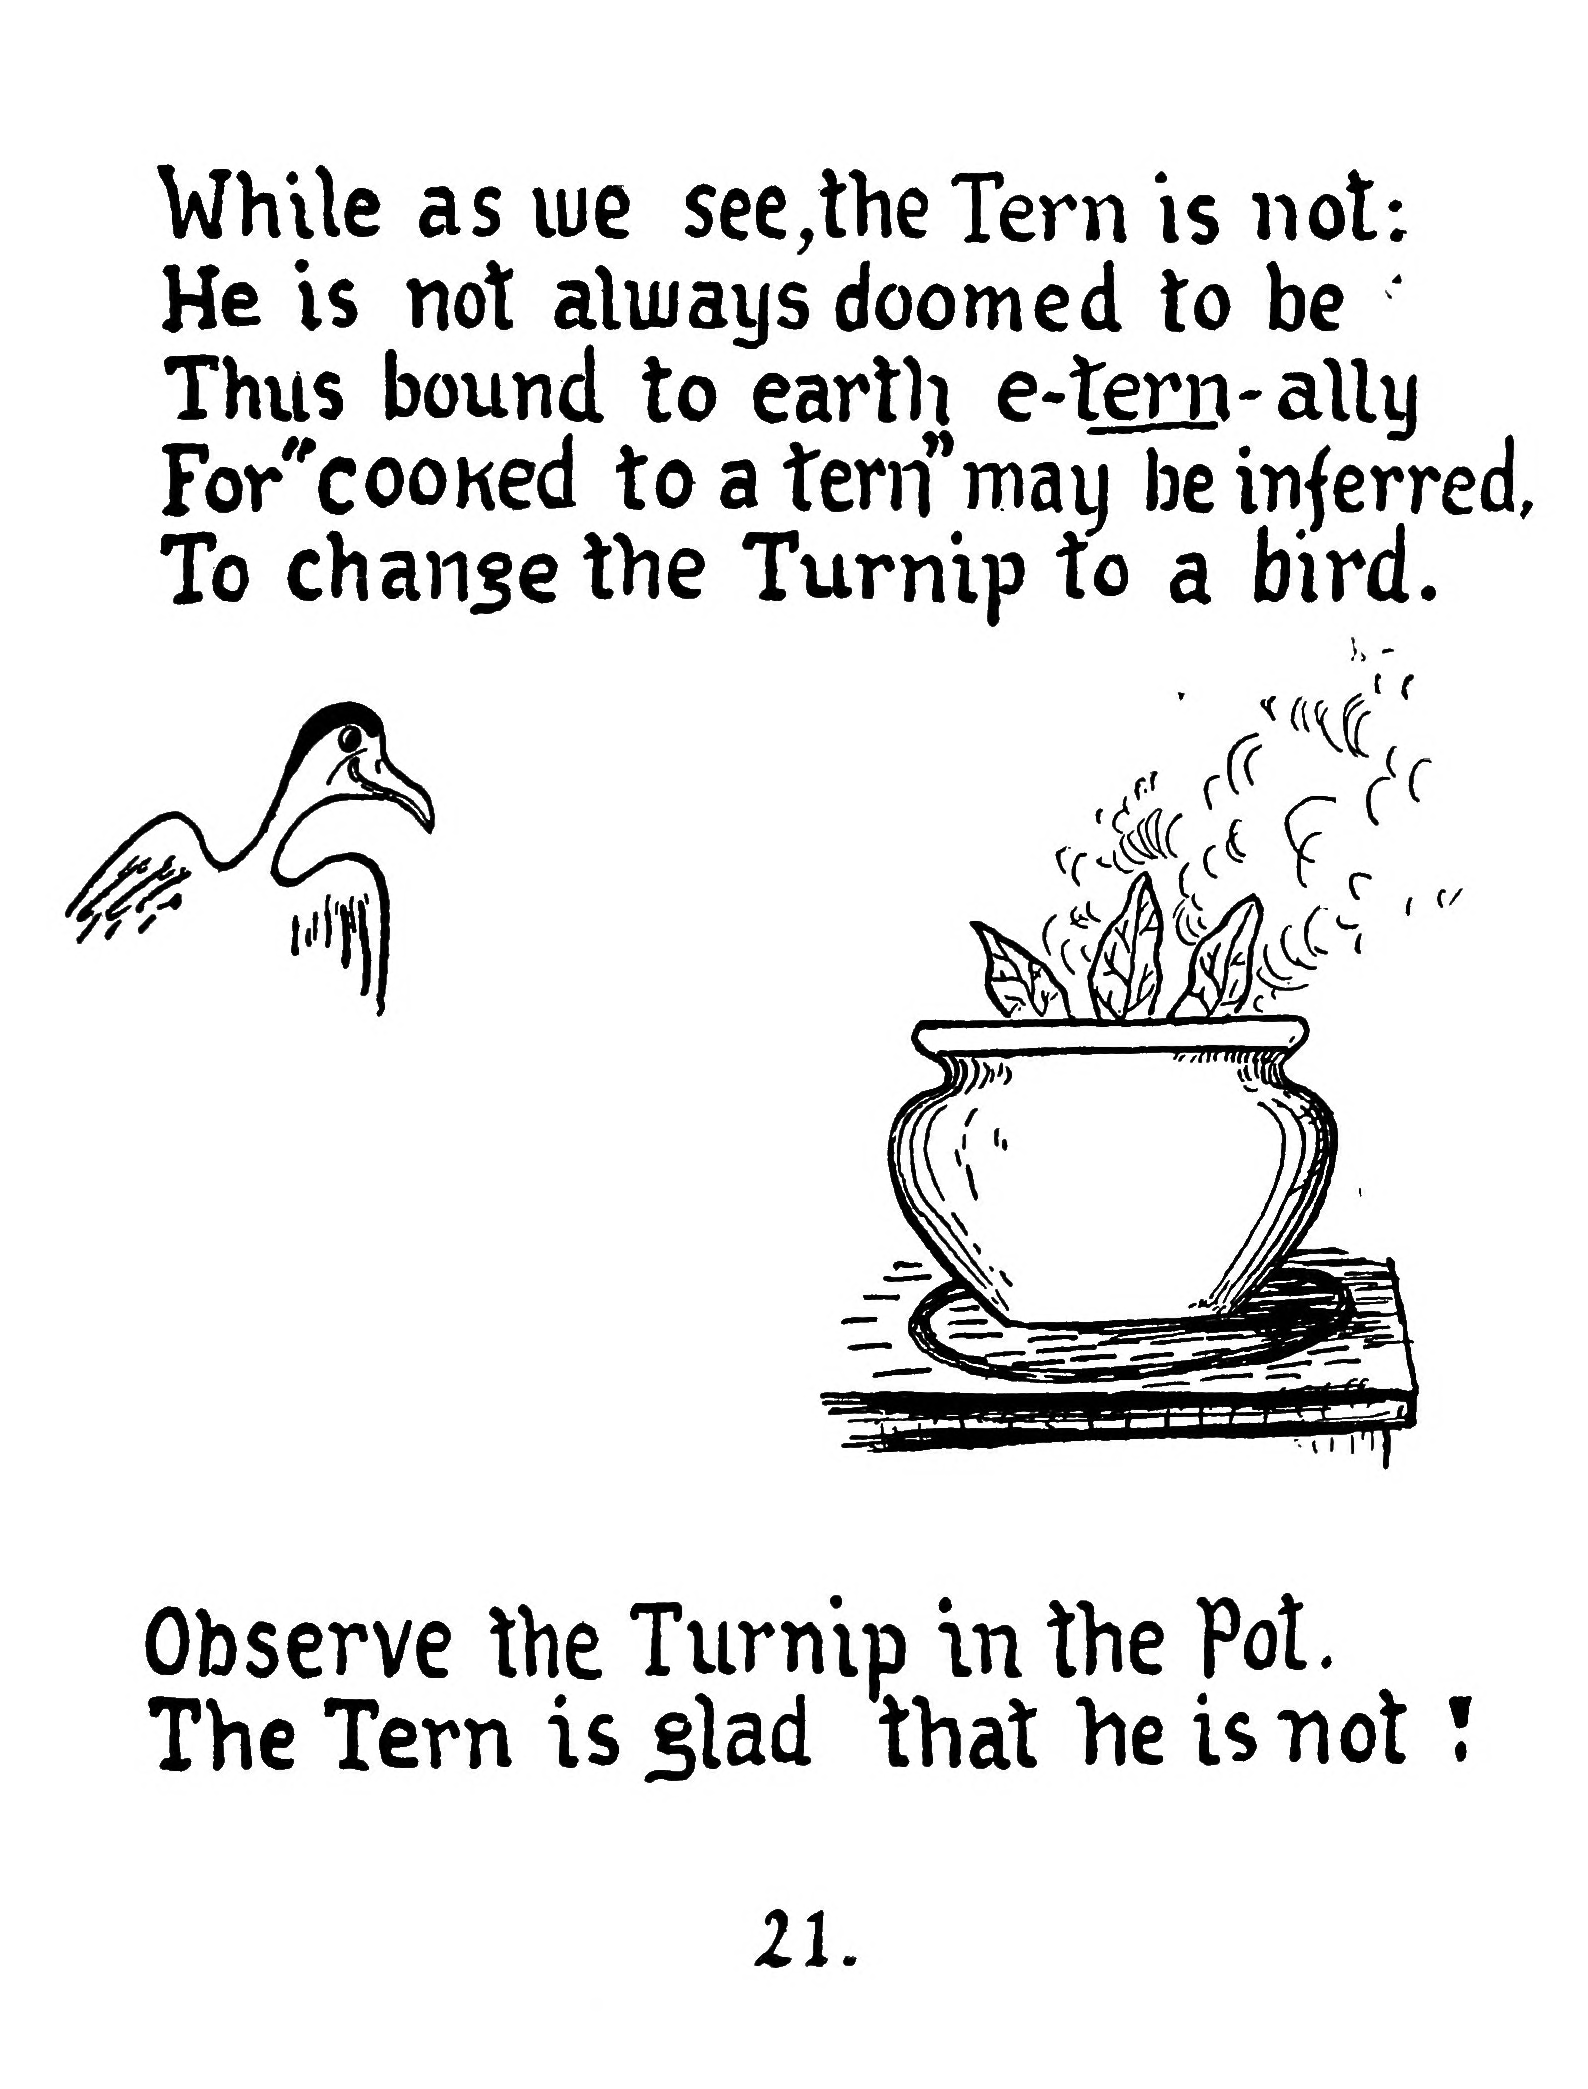 While as we see, the Tern is not:
He is not always doomed to be
Thus bound to earth e-tern-ally
For "cooked to a tern" may be inferred,
To change the Turnip to a bird.
Observe the Turnip in the Pot.
The Tern is glad that he is not!
21.